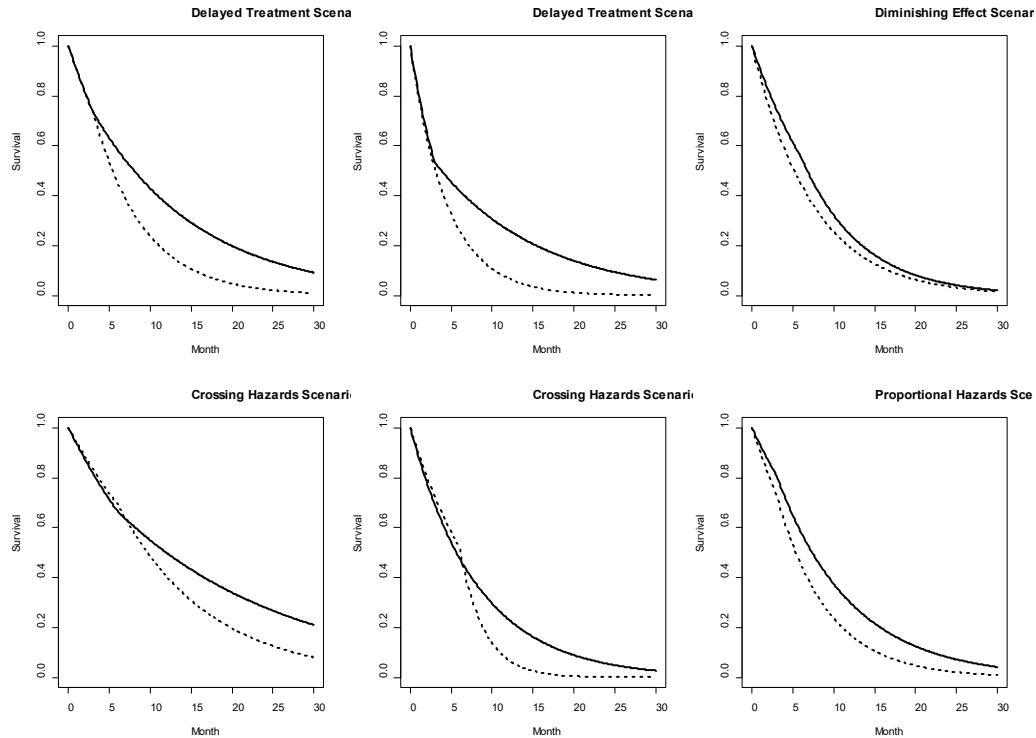 Delayed Treatment Scena
Survival
1.0
0.8
0.6
0.4
0.2
0.0
0 5 10 15 20 25 30
Month
Delayed Treatment Scena
Survival
1.0
0.8
0.6
0.4
0.2
0.0
0 5 10 15 20 25 30
Month
Diminishing Effect Scenar
Survival
1.0
0.8
0.6
0.4
0.2
0.0
0 5 10 15 20 25 30
Month
Crossing Hazards Scenari
Survival
1.0
0.8
0.6
0.4
0.2
0.0
0 5 10 15 20 25 30
Month
Crossing Hazards Scenari
Survival
1.0
0.8
0.6
0.4
0.2
0.0
0 5 10 15 20 25 30
Month
Proportional Hazards Sce
Survival
1.0
0.8
0.6
0.4
0.2
0.0
0 5 10 15 20 25 30
Month